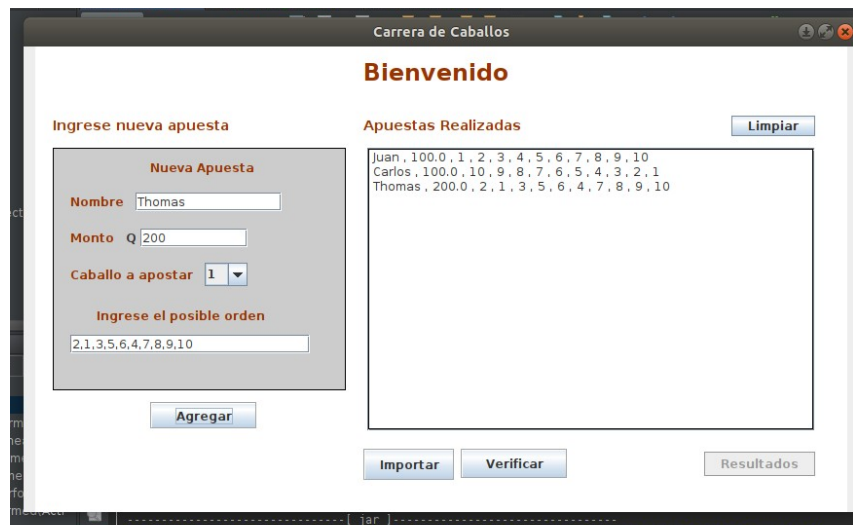 Carrera de Caballos
Bienvenido
Ingrese nueva apuesta
Nueva Apuesta
Nombre Thomas
Monto Q 200
Caballo a apostar 1
Ingrese el posible orden
2,1,3,5,6,4,7,8,9,10
Agregar
Apuestas Realizadas
Limpiar
Juan , 100.0 , 1 , 2 , 3 , 4 , 5 , 6 , 7 , 8 , 9 , 10
Carlos , 100.0 , 10 , 9 , 8 , 7 , 6 , 5 , 4 , 3 , 2 , 1
Thomas , 200.0 , 2 , 1 , 3 , 5 , 6 , 4 , 7 , 8 , 9 , 10
Importar Verificar Resultados
--------------------------------[ jar ]---------------------------------